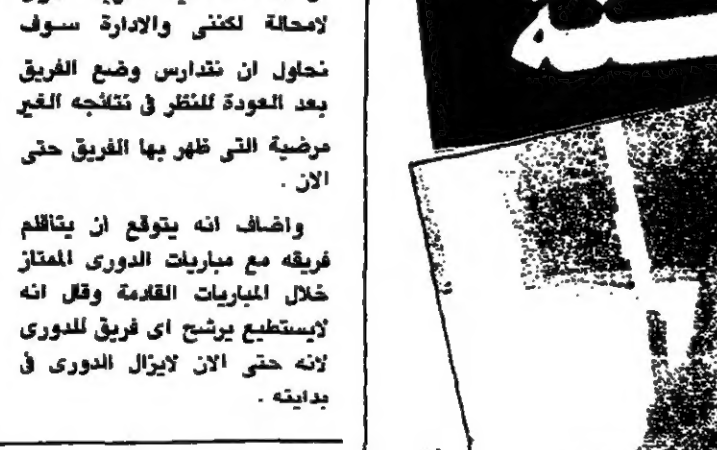 لامحالة لكننى والادارة سوف
نحاول ان نتدارس وضع الفريق
بعد العودة للنظر فى نتائجه الغير
مرضية التى ظهر بها الفريق حتى
الان .
واضاف انه يتوقع ان يتاقلم
فريقه مع مباريات الدورى الممتاز
خلال المباريات القادمة وقال انه
لايستطيع يرشح اى فريق للدورى
لانه حتى الان لايزال الدورى فى
بدايته .